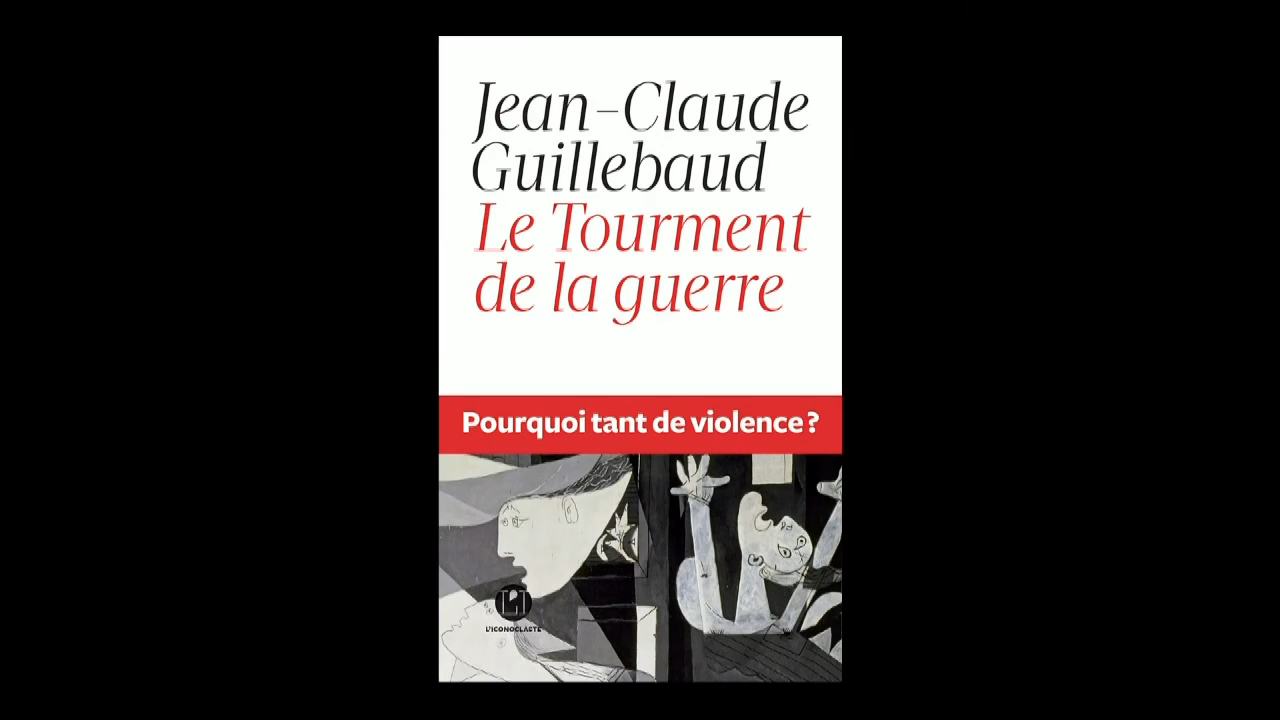 Jean-Claude
Guillebaud
Le Tourment
de la guerre
Pourquoi tant de violence ?
L'ICONOCLASTE